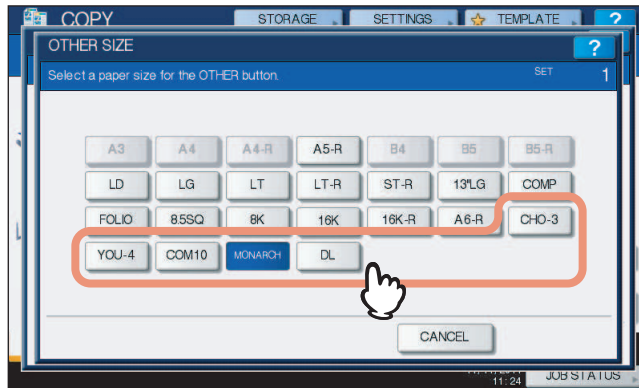 COPY STORAGE SETTINGS TEMPLATE ?
OTHER SIZE ?
Select a paper size for the OTHER button. SET 1
A3 A4 A4-R A5-R B4 B5 B5-R
LD LG LT LT-R ST-R 13"LG COMP
FOLIO 8.5SQ 8K 16K 16K-R A6-R CHO-3
YOU-4 COM10 MONARCH DL
CANCEL
11:24 JOB STATUS